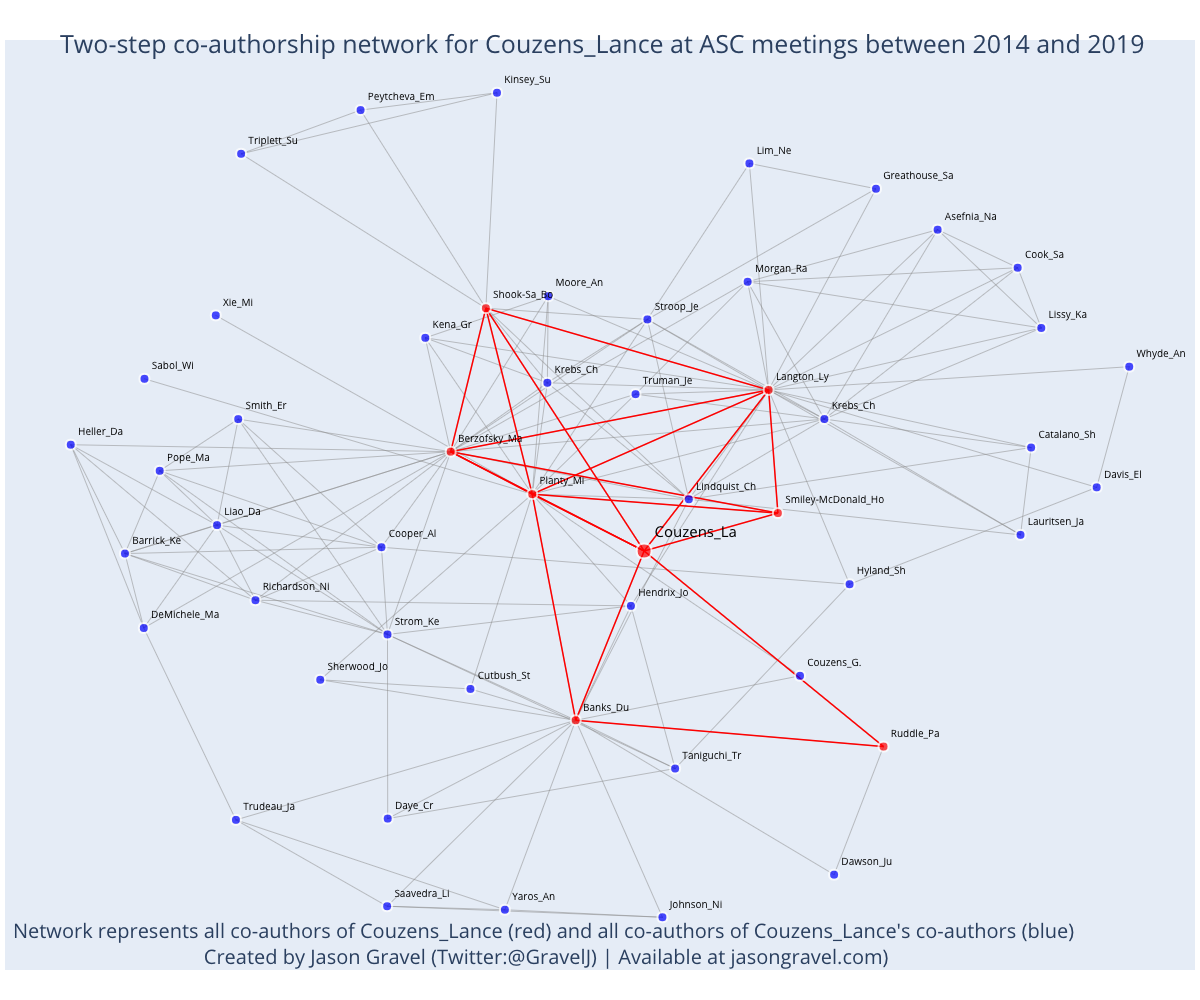 Two-step co-authorship network for Couzens_Lance at ASC meetings between 2014 and 2019
Kinsey_Su
Peytcheva_Em
Triplett_Su
Lim_Ne
Greathouse_Sa
Asefnia_Na
Cook_Sa
Morgan_Ra
Moore_An
Shook-Sa_Bo
Xie_Mi
Stroop_Je
Lissy_Ka
Kena_Gr
Whyde_An
Sabol_Wi
Krebs_Ch
Truman_Je
Langton_Ly
Smith_Er
Krebs_Ch
Heller_Da
Berzofsky_Ma
Catalano_Sh
Pope_Ma
Planty_Mi
Lindquist_Ch
Davis_El
Smiley-McDonald_Ho
Liao_Da
Lauritsen_Ja
Couzens_La
Barrick_Ke
Cooper_Al
Hyland_Sh
Richardson_Ni
Hendrix_Jo
DeMichele_Ma
Strom_Ke
Sherwood_Jo
Couzens_G.
Cutbush_St
Banks_Du
Ruddle_Pa
Taniguchi_Tr
Trudeau_Ja
Daye_Cr
Dawson_Ju
Saavedra_Li
Yaros_An
Johnson_Ni
Network represents all co-authors of Couzens_Lance (red) and all co-authors of Couzens_Lance's co-authors (blue)
Created by Jason Gravel (Twitter:@GravelJ) | Available at jasongravel.com)